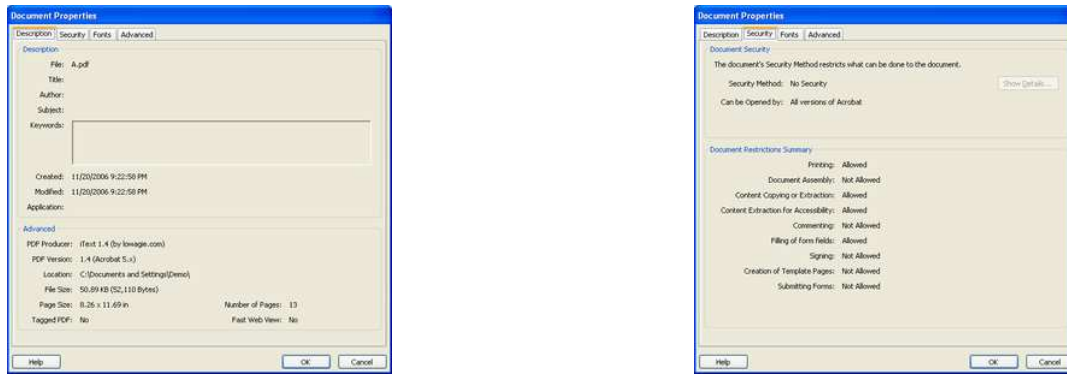 Document Properties
Description Security Fonts Advanced
Description
File: A.pdf
Title:
Author:
Subject:
Keywords:
Created: 11/20/2006 9:22:58 PM
Modified: 11/20/2006 9:22:58 PM
Application:
Advanced
PDF Producer: iText 1.4 (by lowagie.com)
PDF Version: 1.4 (Acrobat 5.x)
Location: C:\Documents and Settings\Demo\
File Size: 50.89 KB (52,110 Bytes)
Page Size: 8.26 x 11.69 in Number of Pages: 13
Tagged PDF: No Fast Web View: No
Help OK Cancel
Document Properties
Description Security Fonts Advanced
Document Security
The document's Security Method restricts what can be done to the document.
Security Method: No Security Show Details...
Can be Opened by: All versions of Acrobat
Document Restrictions Summary
Printing: Allowed
Document Assembly: Not Allowed
Content Copying or Extraction: Allowed
Content Extraction for Accessibility: Allowed
Commenting: Not Allowed
Filling of form fields: Allowed
Signing: Not Allowed
Creation of Template Pages: Not Allowed
Submitting Forms: Not Allowed
Help OK Cancel